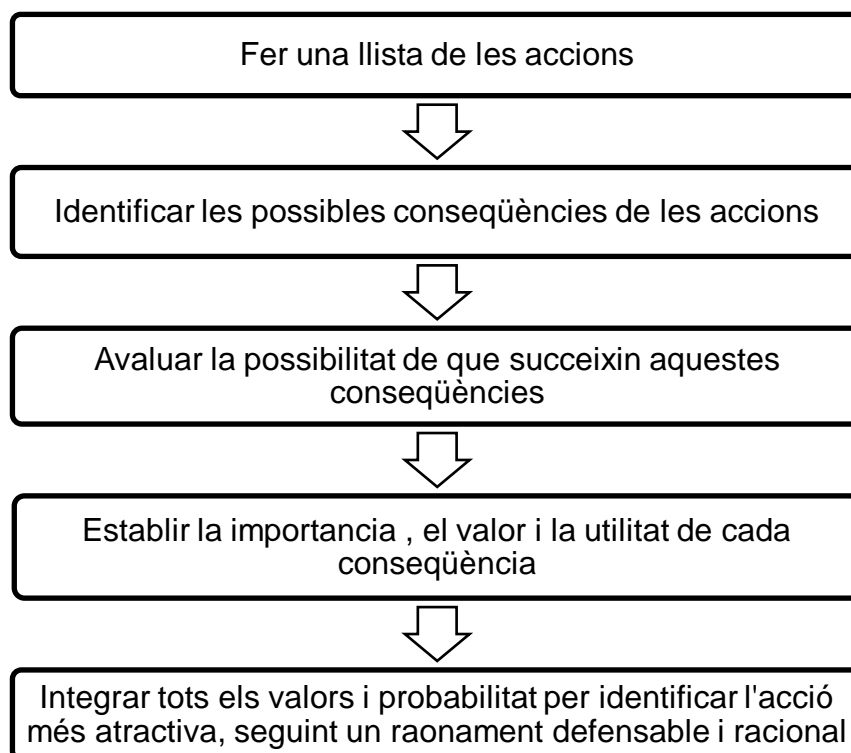 Fer una llista de les accions
Identificar les possibles conseqüències de les accions
Avaluar la possibilitat de que succeixin aquestes
conseqüències
Establir la importancia , el valor i la utilitat de cada
conseqüència
Integrar tots els valors i probabilitat per identificar l'acció
més atractiva, seguint un raonament defensable i racional